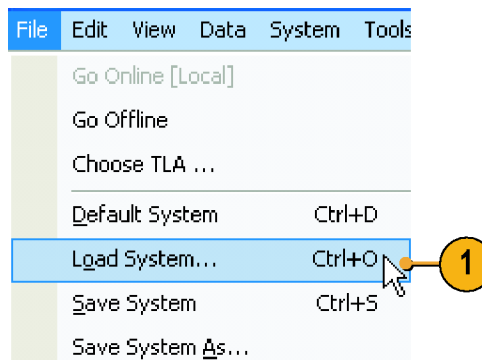 File Edit View Data System Tools
Go Online [Local]
Go Offline
Choose TLA ...
Default System Ctrl+D
Load System... Ctrl+O
1
Save System Ctrl+S
Save System As...